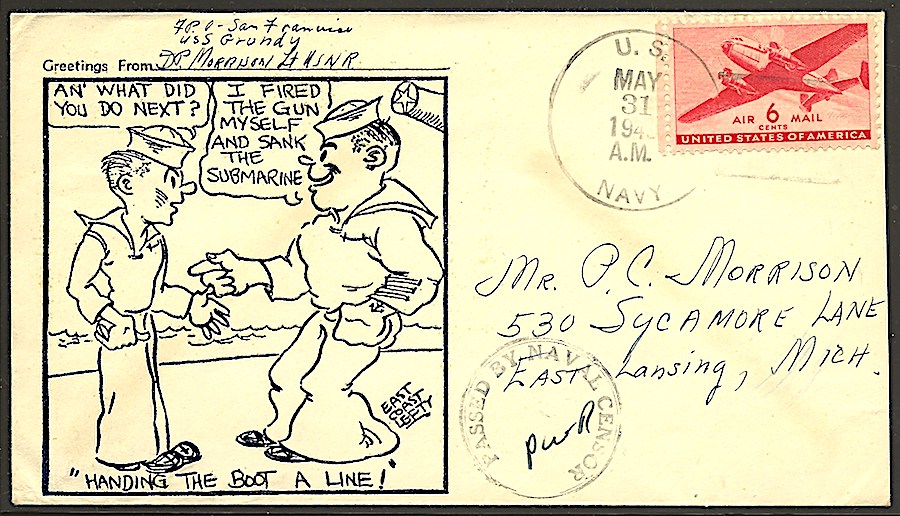 FPO - San Francisco
USS Grundy
Greetings From: D.P. Morrison Lt USNR
AN' WHAT DID
YOU DO NEXT?
I FIRED
THE GUN
MYSELF
AND SANK
THE
SUBMARINE
EAST
COAST
LEFTY
"HANDING THE BOOT A LINE!"
U. S.
MAY
31
194
A.M.
NAVY
AIR 6 MAIL
CENTS
UNITED STATES OF AMERICA
MR. P. C. MORRISON
530 SYCAMORE LANE
EAST Lansing, MICH.
PASSED BY NAVAL CENSOR